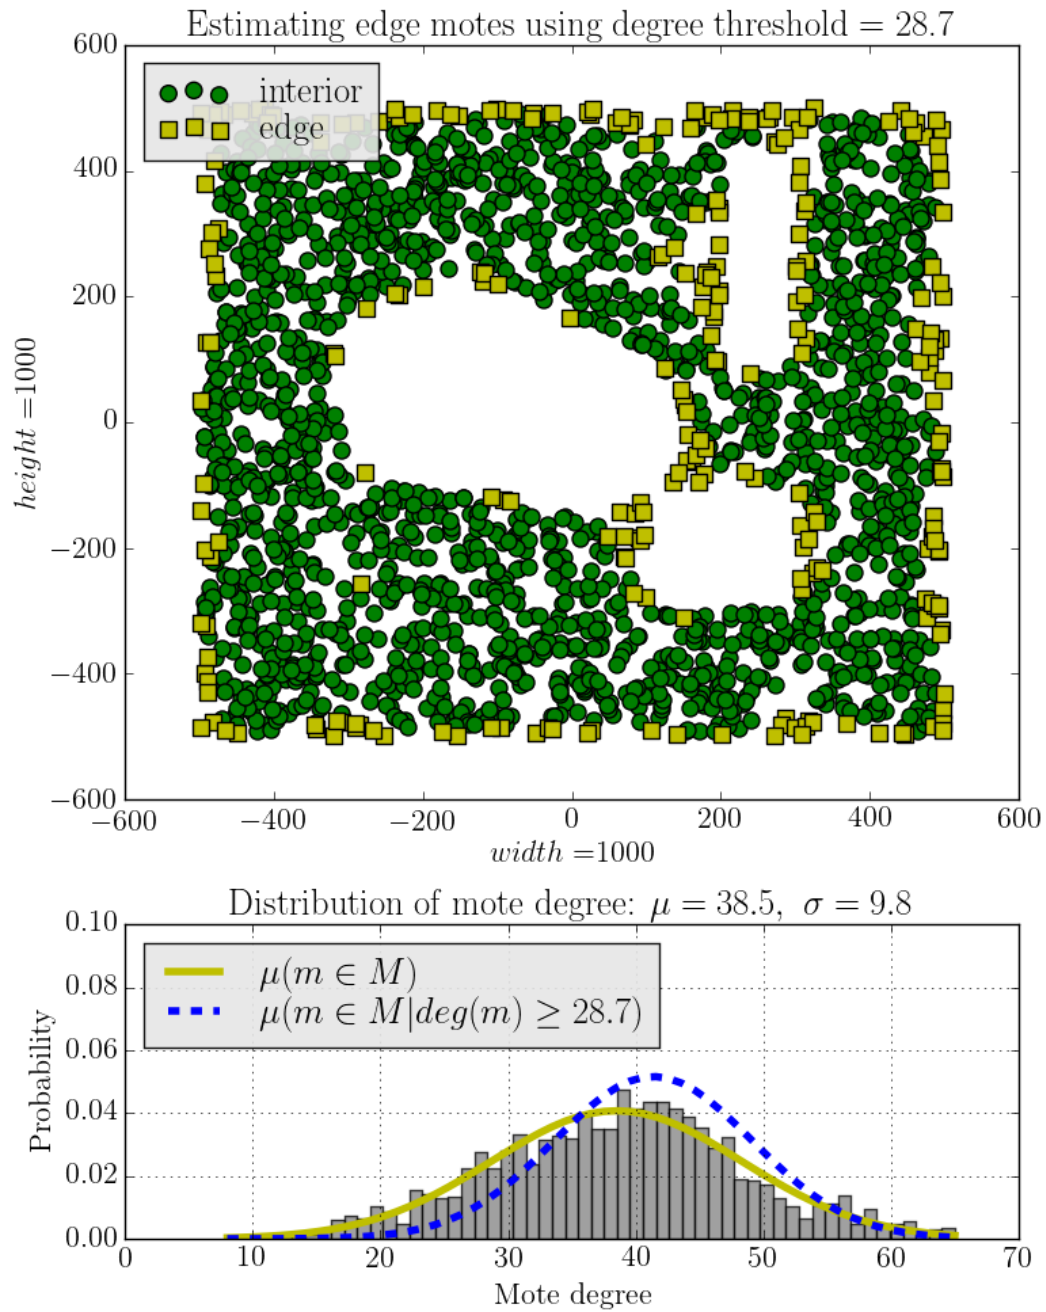 Estimating edge motes using degree threshold = 28.7
600
interior
edge
400
200
0
−200
−400
−600
height = 1000
−600
−400
−200
0
200
400
600
width =1000
Distribution of mote degree: μ = 38.5, σ = 9.8
0.10
μ(m ∈ M)
0.08
μ(m ∈ M|deg(m) ≥ 28.7)
0.06
0.04
0.02
0.00
Probability
0
10
20
30
40
50
60
70
Mote degree